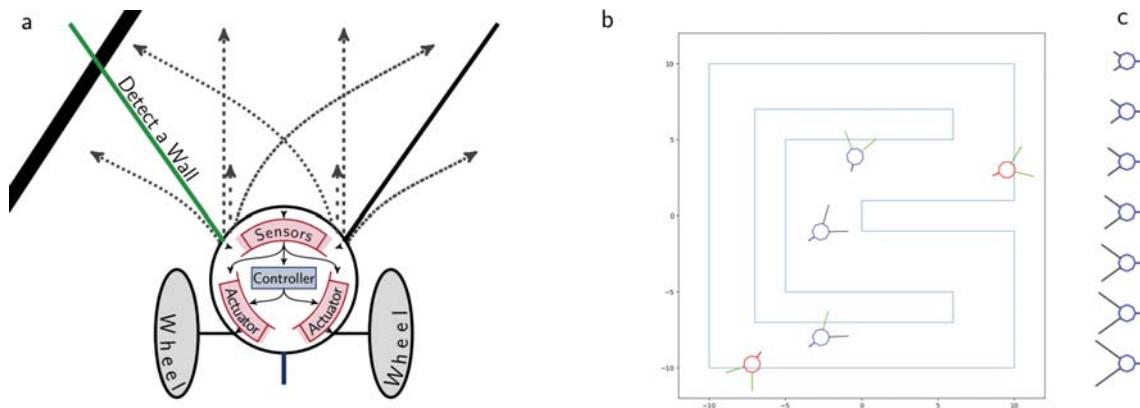 a
Detect a Wall
Sensors
Controller
Actuator
Actuator
Wheel
Wheel
b
10
5
0
−5
−10
−10
−5
0
5
10
c